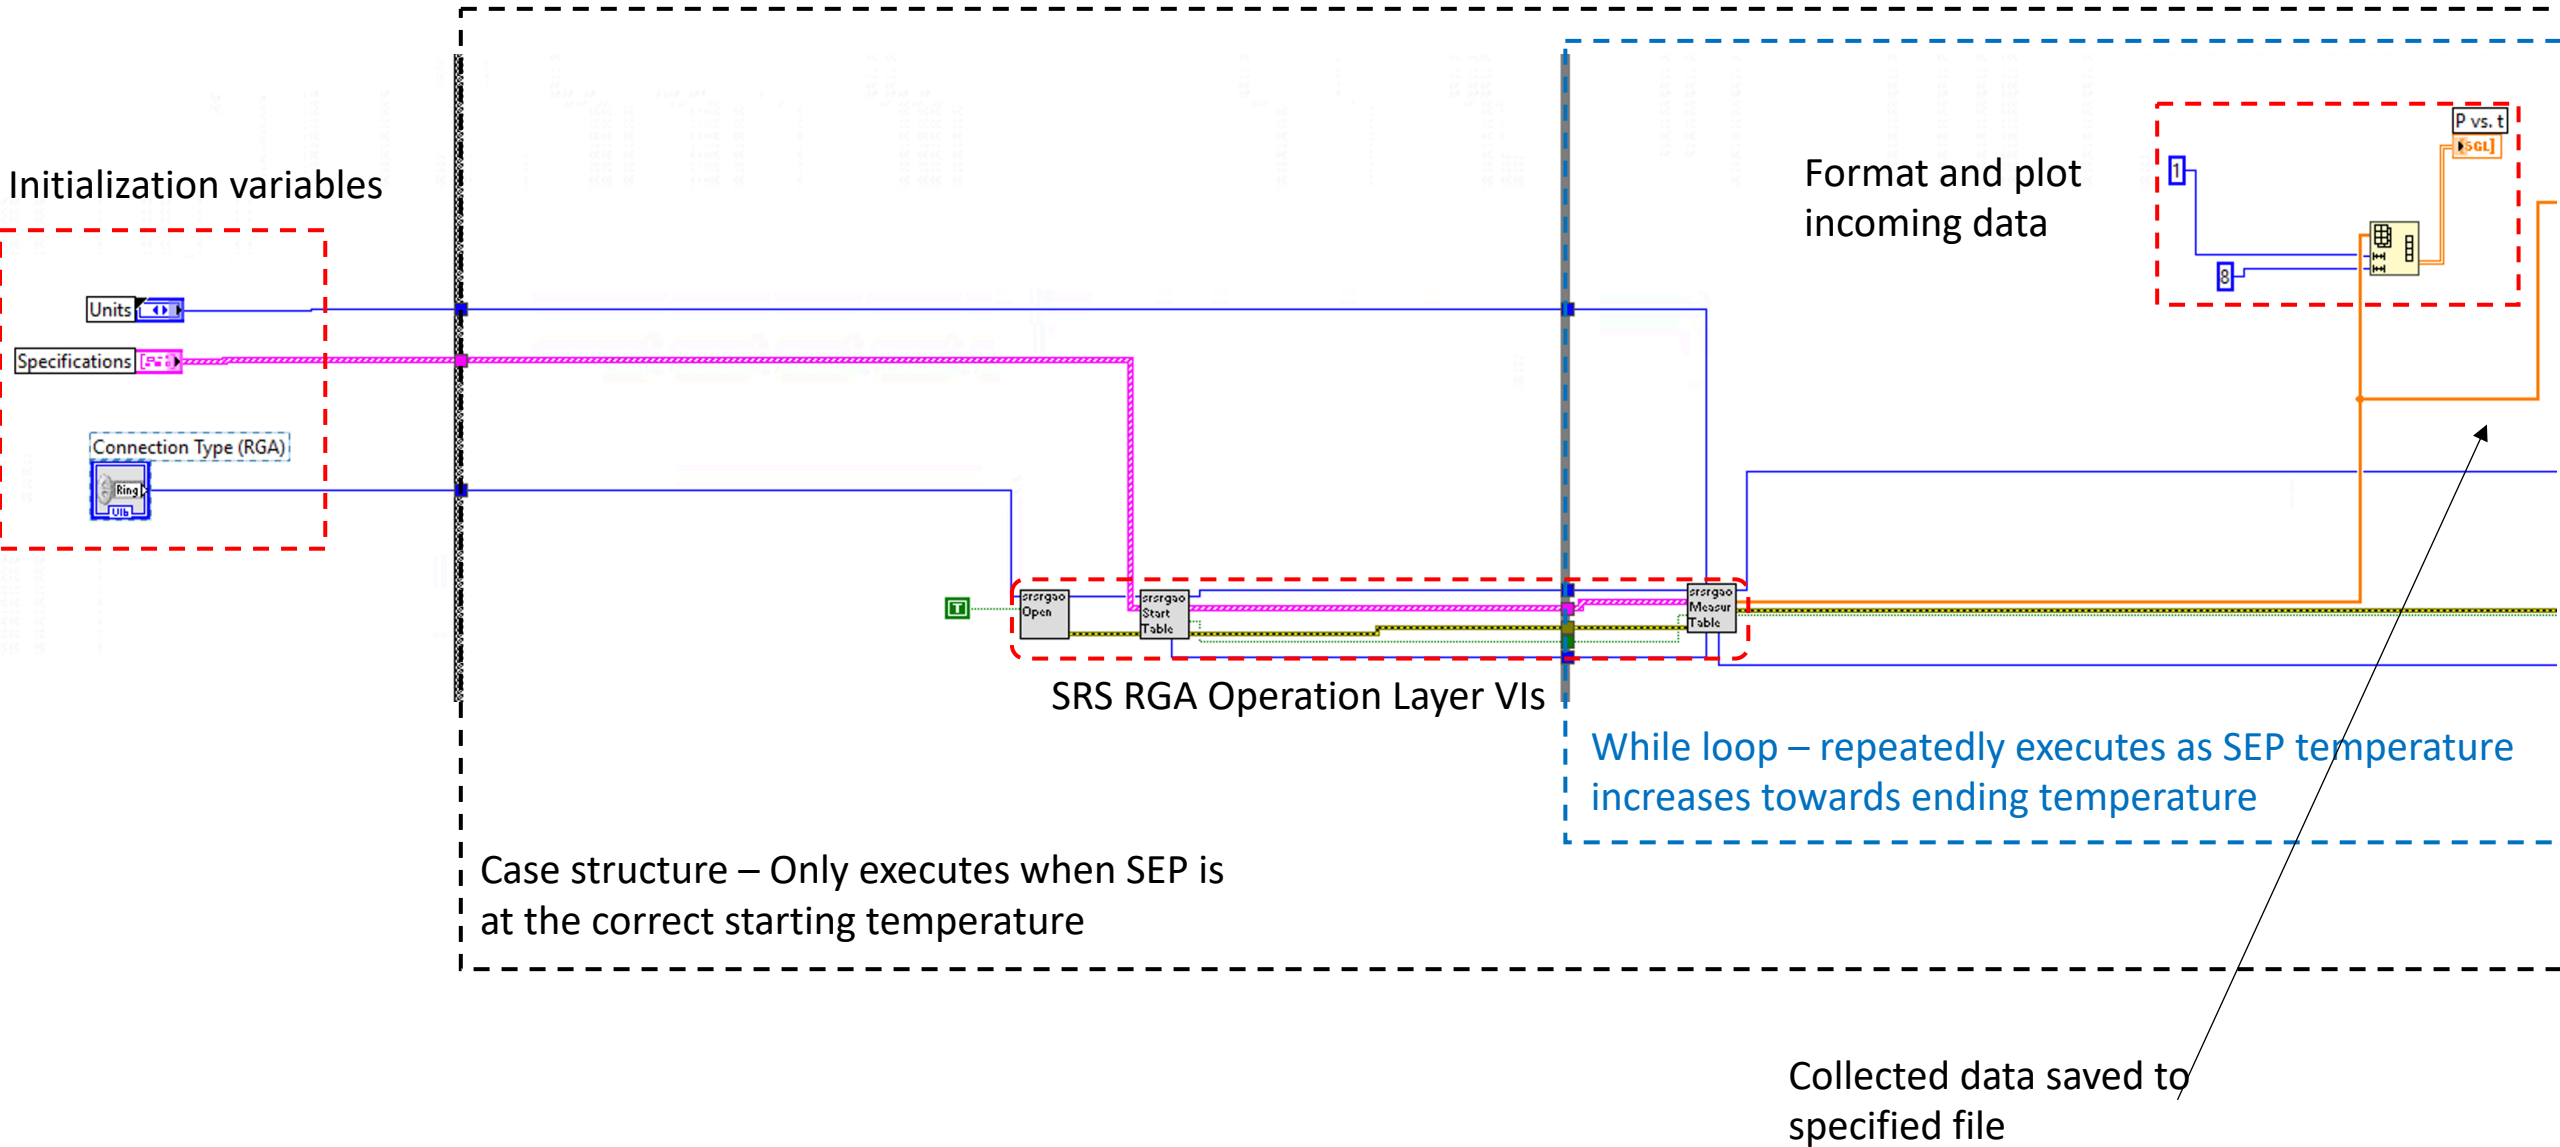 P vs. t
SGL]
1
8
Format and plot
incoming data
Initialization variables
Units
Specifications
Connection Type (RGA)
Ring
T
srsrgao
Open
srsrgao
Start
Table
srsrgao
Measur
Table
SRS RGA Operation Layer VIs
While loop – repeatedly executes as SEP temperature
increases towards ending temperature
Case structure – Only executes when SEP is
at the correct starting temperature
Collected data saved to
specified file